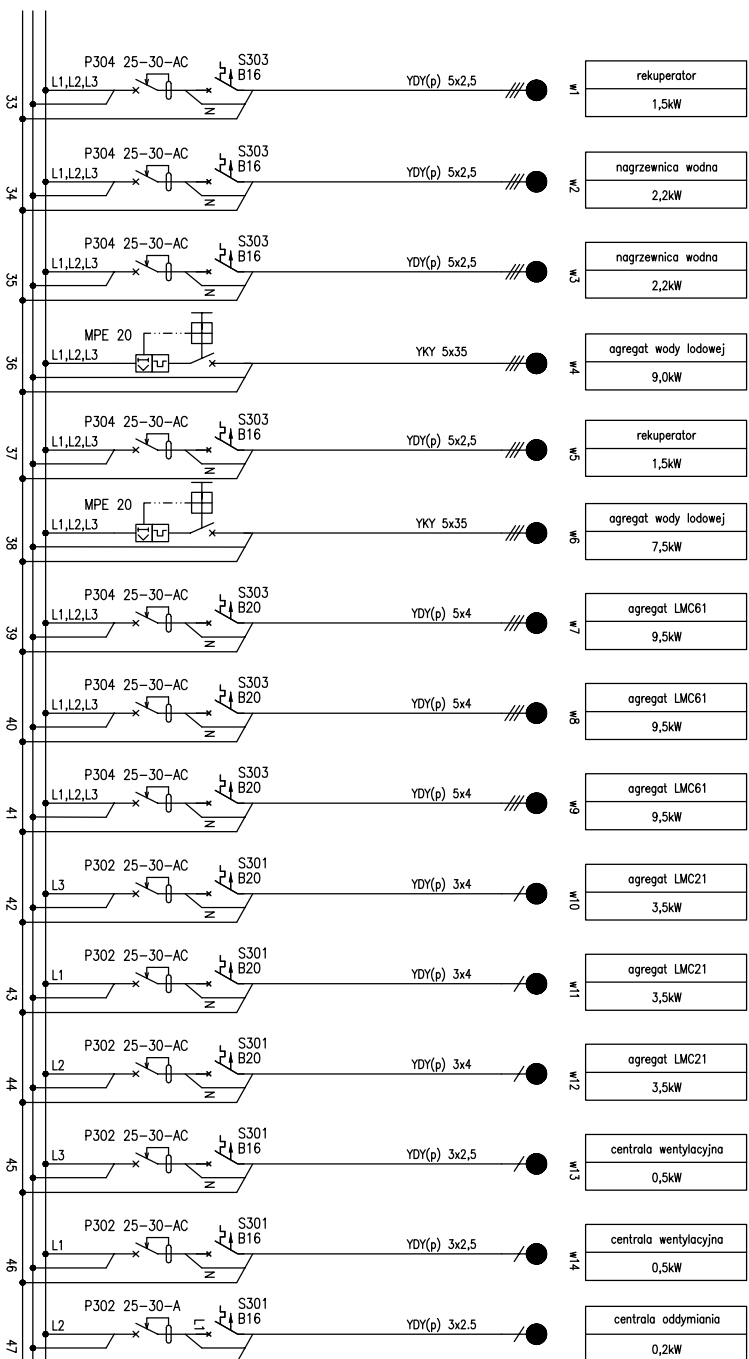 P304 25-30-AC
S303
B16
L1,L2,L3
YDY(p) 5x2,5
N
33
w1
rekuperator
1,5kW
P304 25-30-AC
S303
B16
L1,L2,L3
YDY(p) 5x2,5
N
34
w2
nagrzewnica wodna
2,2kW
P304 25-30-AC
S303
B16
L1,L2,L3
YDY(p) 5x2,5
N
35
w3
nagrzewnica wodna
2,2kW
MPE 20
L1,L2,L3
YKY 5x35
36
w4
agregat wody lodowej
9,0kW
P304 25-30-AC
S303
B16
L1,L2,L3
YDY(p) 5x2,5
N
37
w5
rekuperator
1,5kW
MPE 20
L1,L2,L3
YKY 5x35
38
w6
agregat wody lodowej
7,5kW
P304 25-30-AC
S303
B20
L1,L2,L3
YDY(p) 5x4
N
39
w7
agregat LMC61
9,5kW
P304 25-30-AC
S303
B20
L1,L2,L3
YDY(p) 5x4
N
40
w8
agregat LMC61
9,5kW
P304 25-30-AC
S303
B20
L1,L2,L3
YDY(p) 5x4
N
41
w9
agregat LMC61
9,5kW
P302 25-30-AC
S301
B20
L3
YDY(p) 3x4
N
42
w10
agregat LMC21
3,5kW
P302 25-30-AC
S301
B20
L1
YDY(p) 3x4
N
43
w11
agregat LMC21
3,5kW
P302 25-30-AC
S301
B20
L2
YDY(p) 3x4
N
44
w12
agregat LMC21
3,5kW
P302 25-30-AC
S301
B16
L3
YDY(p) 3x2,5
N
45
w13
centrala wentylacyjna
0,5kW
P302 25-30-AC
S301
B16
L1
YDY(p) 3x2,5
N
46
w14
centrala wentylacyjna
0,5kW
P302 25-30-A
S301
B16
L2
L1
YDY(p) 3x2.5
47
centrala oddymiania
0,2kW